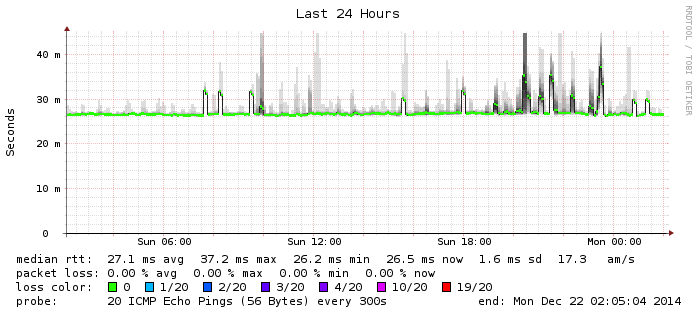 Last 24 Hours
RRDTOOL / TOBI OETIKER
Seconds
40 m
30 m
20 m
10 m
0
Sun 06:00 Sun 12:00 Sun 18:00 Mon 00:00
median rtt: 27.1 ms avg 37.2 ms max 26.2 ms min 26.5 ms now 1.6 ms sd 17.3 am/s
packet loss: 0.00 % avg 0.00 % max 0.00 % min 0.00 % now
loss color: 0 1/20 2/20 3/20 4/20 10/20 19/20
probe: 20 ICMP Echo Pings (56 Bytes) every 300s end: Mon Dec 22 02:05:04 2014